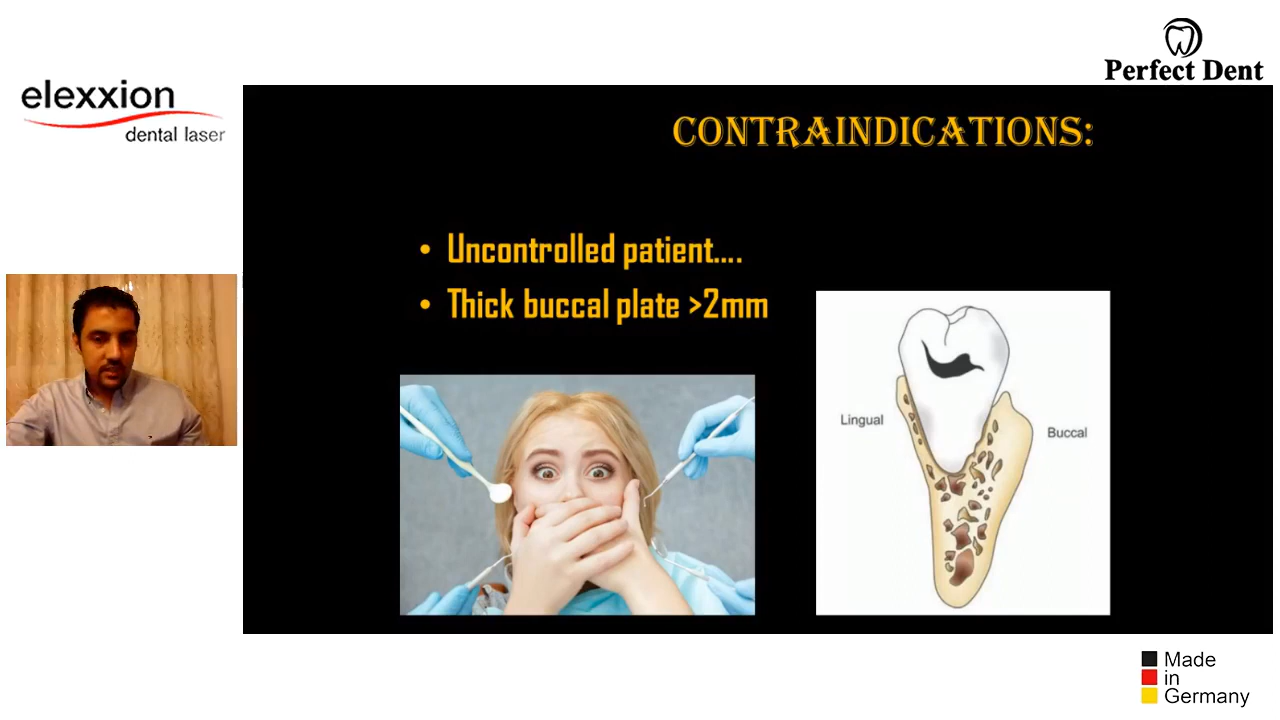 Perfect Dent
elexxion
dental laser
CONTRAINDICATIONS:
• Uncontrolled patient....
• Thick buccal plate >2mm
Lingual
Buccal
Made
in
Germany